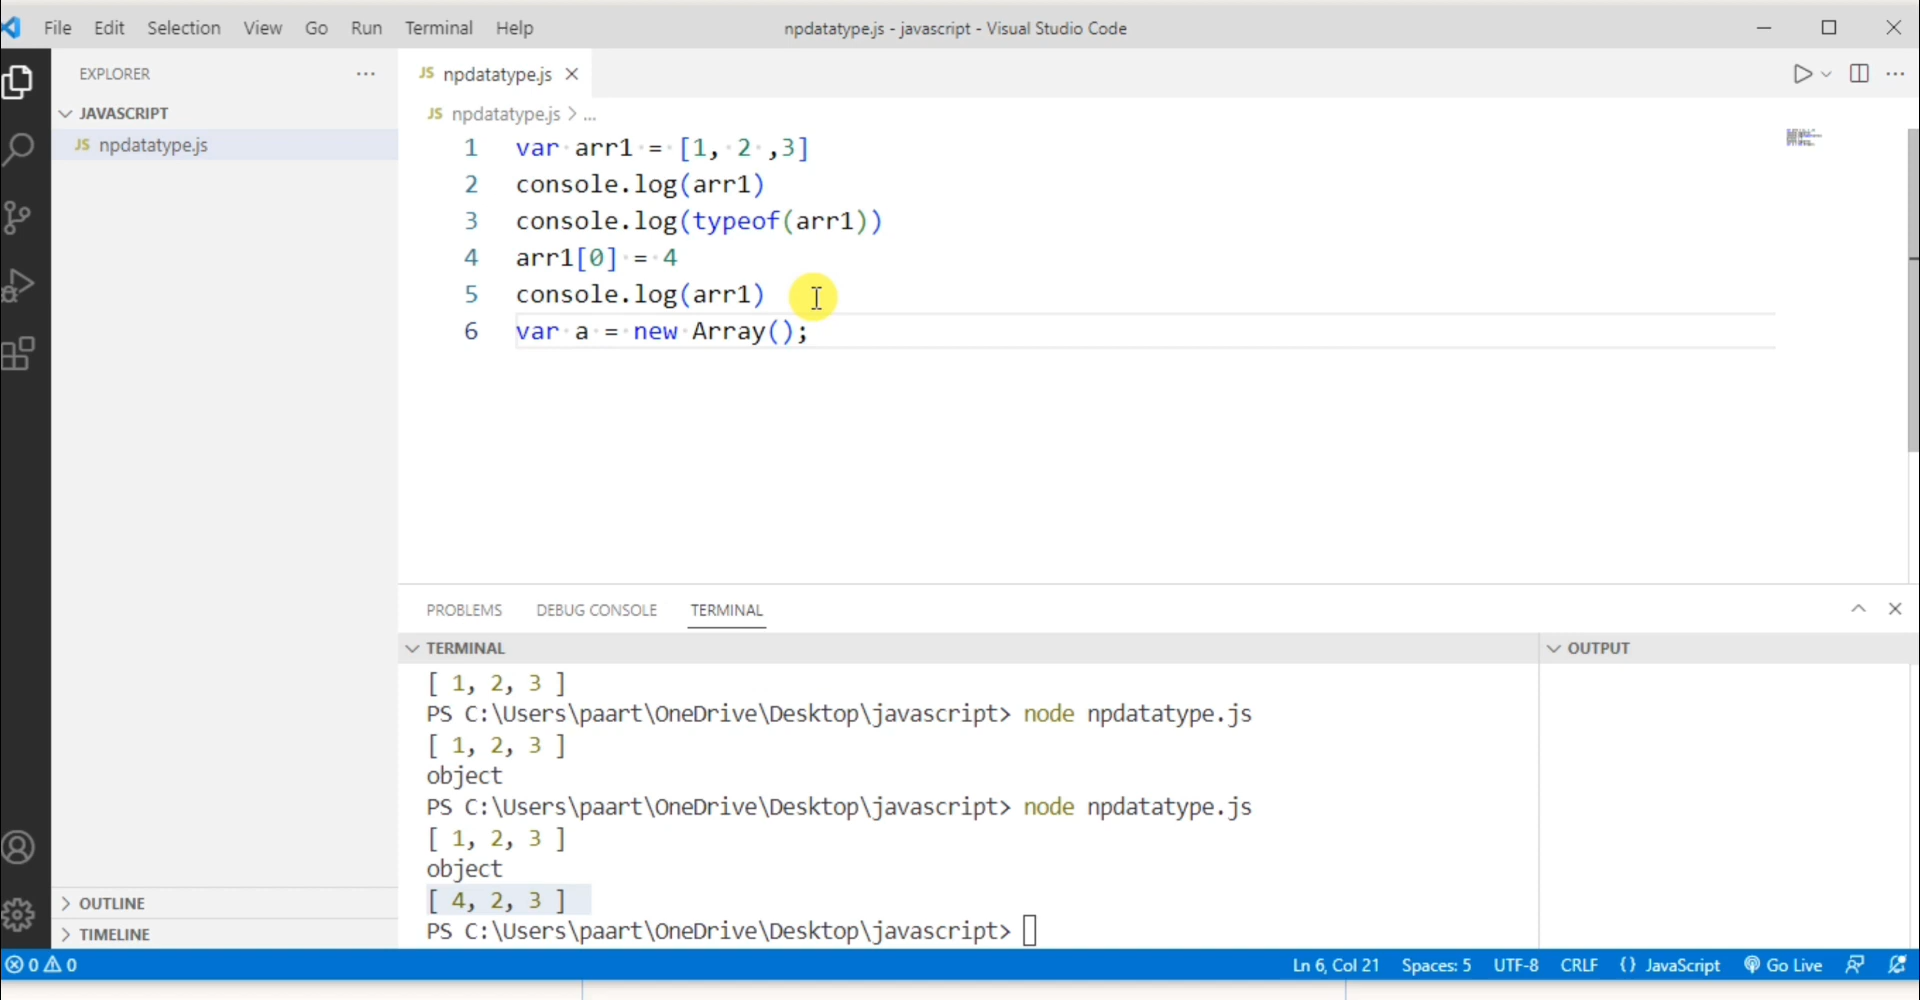 File Edit Selection View Go Run Terminal Help npdatatype.js - javascript - Visual Studio Code
EXPLORER
JAVASCRIPT
JS npdatatype.js
JS npdatatype.js
JS npdatatype.js > ...
1 var arr1 = [1, 2 ,3]
2 console.log(arr1)
3 console.log(typeof(arr1))
4 arr1[0] = 4
5 console.log(arr1)
6 var a = new Array();
PROBLEMS DEBUG CONSOLE TERMINAL
TERMINAL
[ 1, 2, 3 ]
PS C:\Users\paart\OneDrive\Desktop\javascript> node npdatatype.js
[ 1, 2, 3 ]
object
PS C:\Users\paart\OneDrive\Desktop\javascript> node npdatatype.js
[ 1, 2, 3 ]
object
[ 4, 2, 3 ]
PS C:\Users\paart\OneDrive\Desktop\javascript>
OUTPUT
OUTLINE
TIMELINE
0 0 Ln 6, Col 21 Spaces: 5 UTF-8 CRLF {} JavaScript Go Live